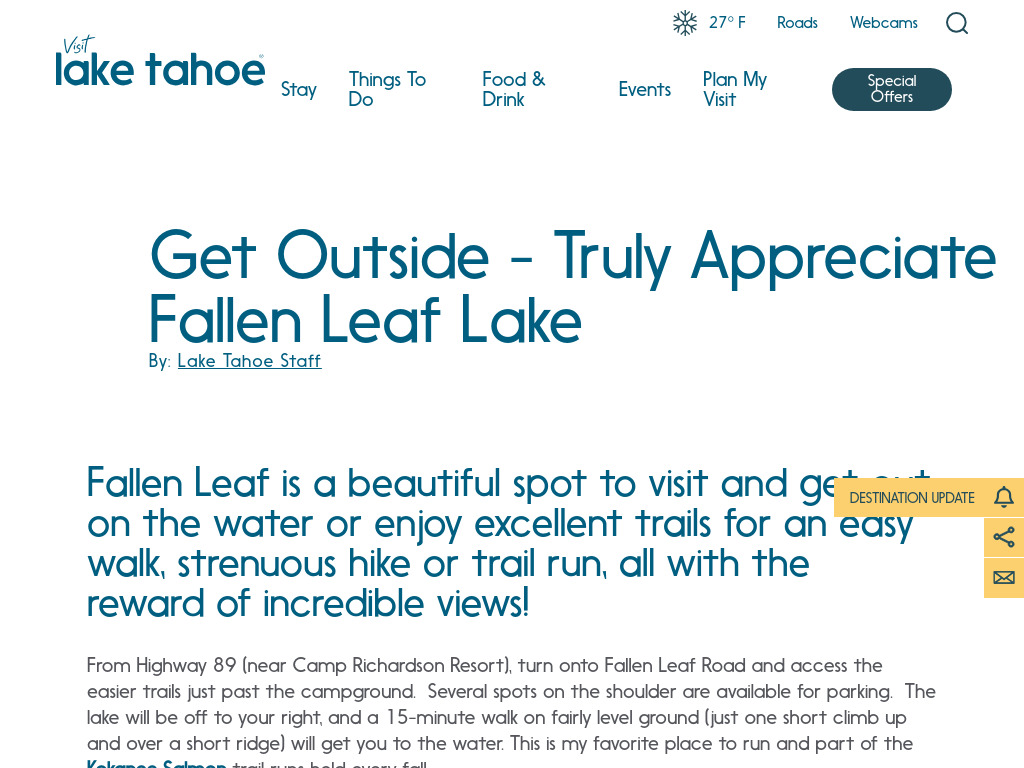 27° F
Roads
Webcams
Visit
lake tahoe
Stay
Things To
Do
Food &
Drink
Events
Plan My
Visit
Special
Offers
Get Outside - Truly Appreciate
Fallen Leaf Lake
By: Lake Tahoe Staff
Fallen Leaf is a beautiful spot to visit and get out
on the water or enjoy excellent trails for an easy
walk, strenuous hike or trail run, all with the
reward of incredible views!
DESTINATION UPDATE
From Highway 89 (near Camp Richardson Resort), turn onto Fallen Leaf Road and access the
easier trails just past the campground.  Several spots on the shoulder are available for parking.  The
lake will be off to your right, and a 15-minute walk on fairly level ground (just one short climb up
and over a short ridge) will get you to the water. This is my favorite place to run and part of the
Kokanee Salmon trail runs held every fall.